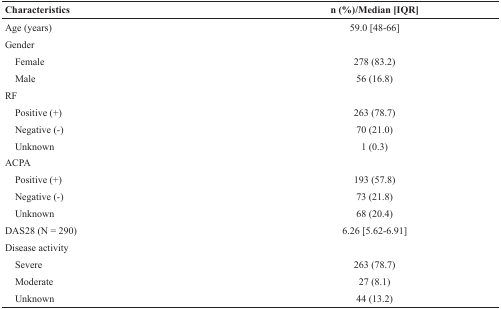 Characteristics n (%)/Median [IQR]
Age (years) 59.0 [48-66]
Gender
Female 278 (83.2)
Male 56 (16.8)
RF
Positive (+) 263 (78.7)
Negative (-) 70 (21.0)
Unknown 1 (0.3)
ACPA
Positive (+) 193 (57.8)
Negative (-) 73 (21.8)
Unknown 68 (20.4)
DAS28 (N = 290) 6.26 [5.62-6.91]
Disease activity
Severe 263 (78.7)
Moderate 27 (8.1)
Unknown 44 (13.2)